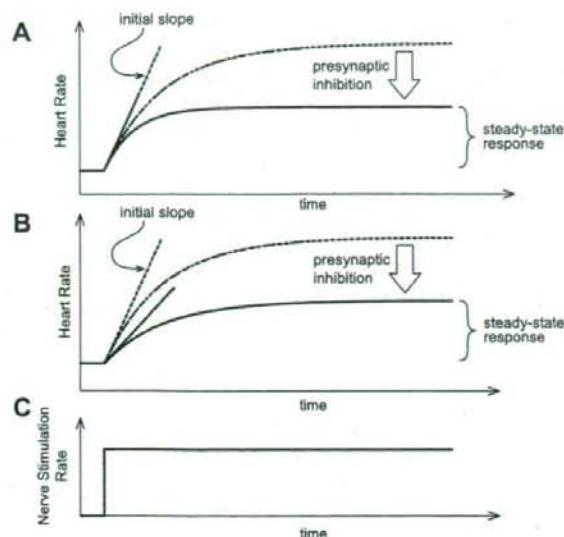 A
initial slope
presynaptic
inhibition
steady-state
response
Heart Rate
time
B
initial slope
presynaptic
inhibition
steady-state
response
Heart Rate
time
C
Nerve Stimulation
Rate
time